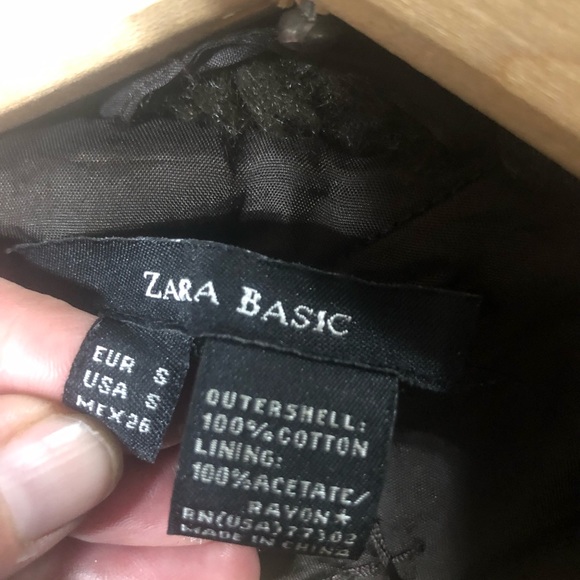 ZARA BASIC
EUR S
USA S
MEX 26
OUTERSHELL:
100% COTTON
LINING:
100% ACETATE/
RAYON★
RN(USA)77302
MADE IN CHINA